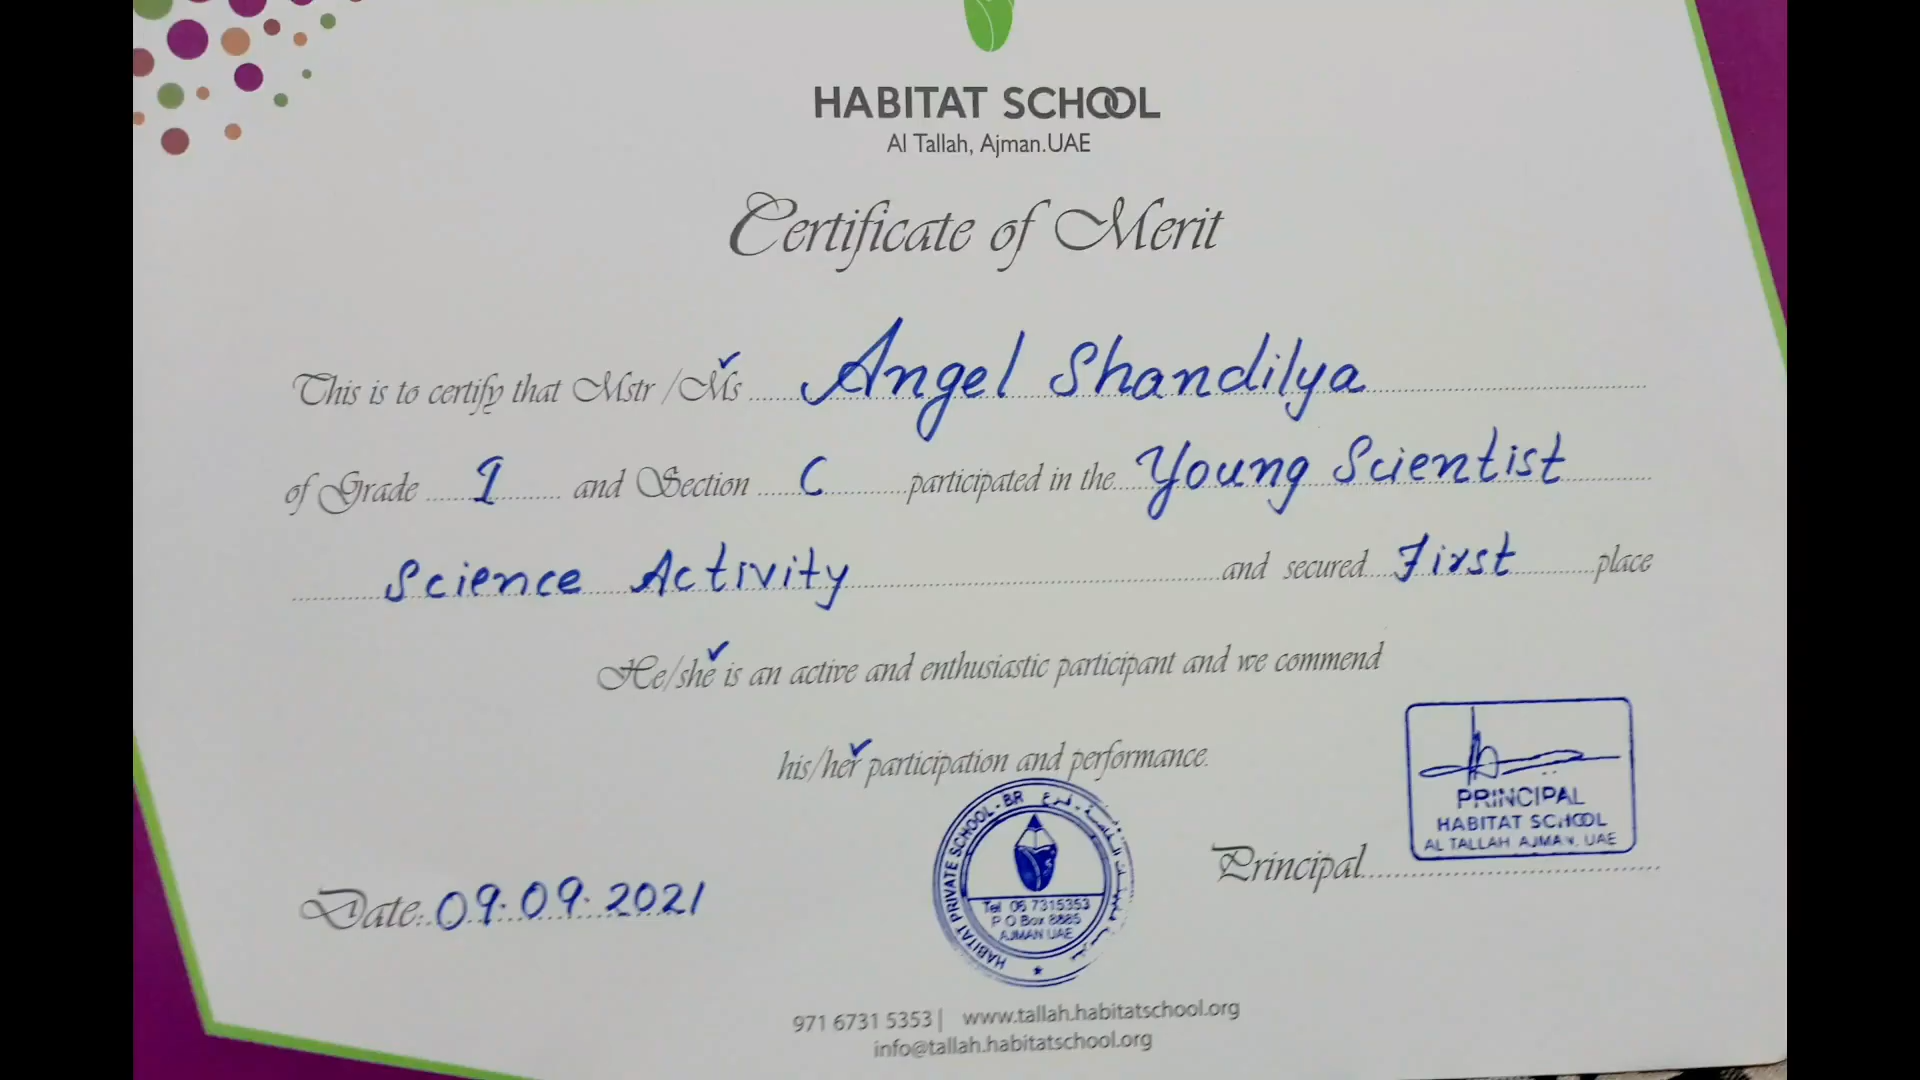 HABITAT SCHOOL
Al Tallah, Ajman.UAE
Certificate of Merit
This is to certify that Mstr /Ms ..... Angel Shandilya
of Grade ..... 1 ..... and Section ..... C ..... participated in the Young Scientist
Science Activity ..... and secured First ..... place
He/she is an active and enthusiastic participant and we commend
his/her participation and performance.
PRINCIPAL
HABITAT SCHOOL
AL TALLAH AJMAN. UAE
Principal
Date: 09.09.2021
HABITAT PRIVATE SCHOOL - BR
Tel 06 7315353
P O Box 8885
AJMAN UAE
971 6731 5353 | www.tallah.habitatschool.org
info@tallah.habitatschool.org